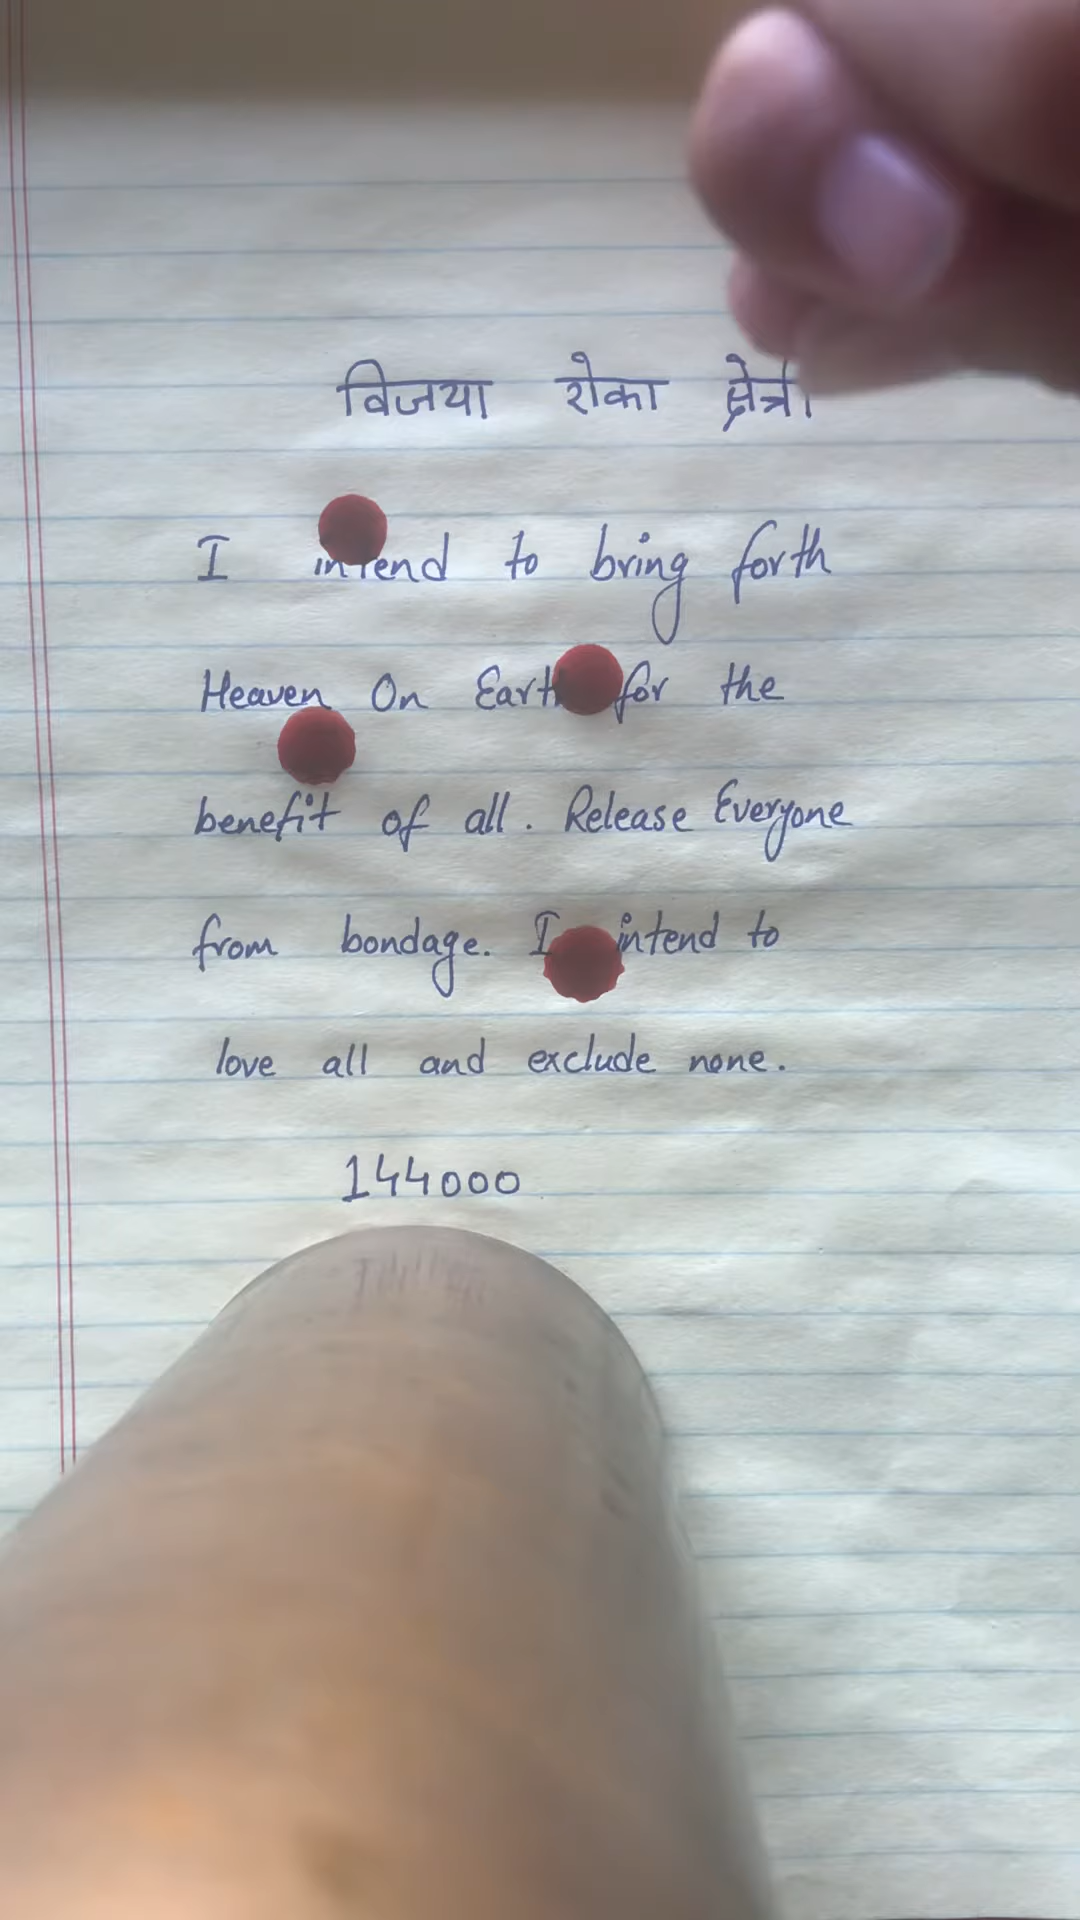 विजया रोका क्षेत्री
I intend to bring forth
Heaven On Earth for the
benefit of all. Release Everyone
from bondage. I intend to
love all and exclude none.
144000